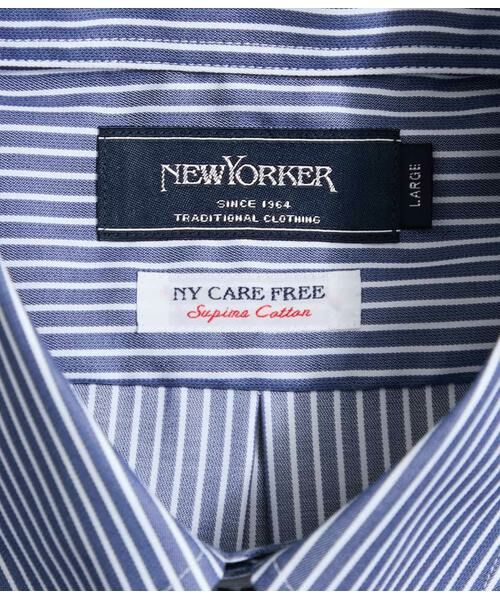 NEWYORKER
SINCE 1964
TRADITIONAL CLOTHING
LARGE
NY CARE FREE
Supima Cotton